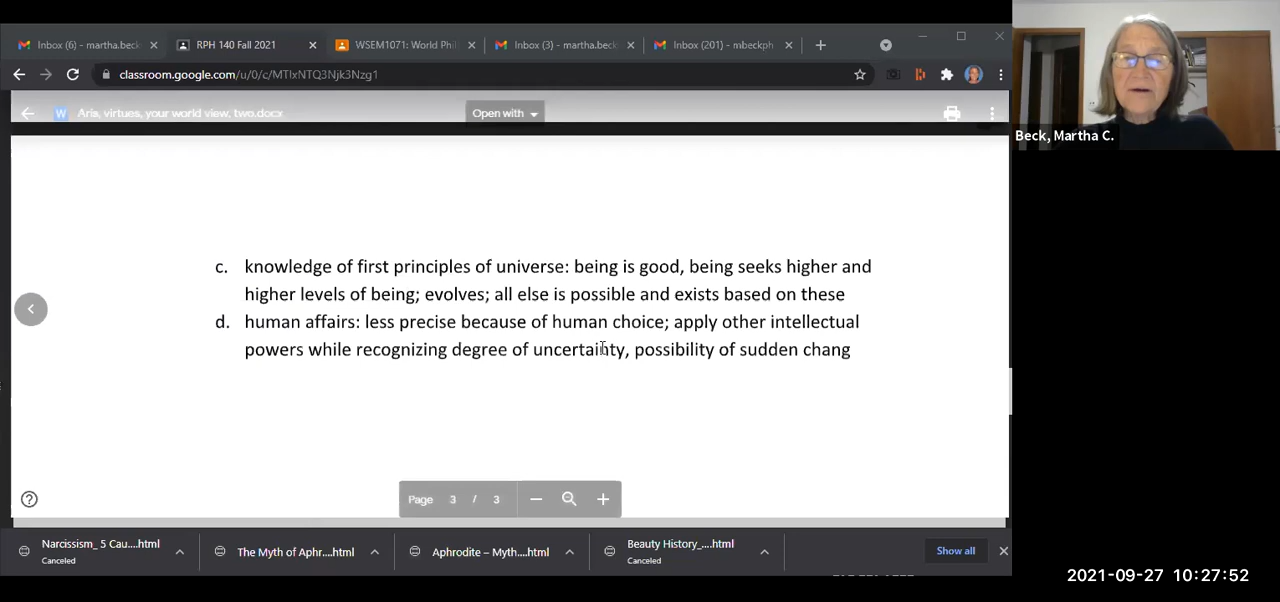 Inbox (6) - martha.beck
RPH 140 Fall 2021
WSEM1071: World Phil
Inbox (3) - martha.beck
Inbox (201) - mbeckph
classroom.google.com/u/0/c/MTIxNTQ3Njk3Nzg1
W Aris, virtues, your world view, two.docx
Open with
Beck, Martha C.
c. knowledge of first principles of universe: being is good, being seeks higher and
higher levels of being; evolves; all else is possible and exists based on these
d. human affairs: less precise because of human choice; apply other intellectual
powers while recognizing degree of uncertainty, possibility of sudden chang
Page 3 / 3
Narcissism_ 5 Cau....html
Canceled
The Myth of Aphr....html
Aphrodite – Myth....html
Beauty History_....html
Canceled
Show all
2021-09-27 10:27:52